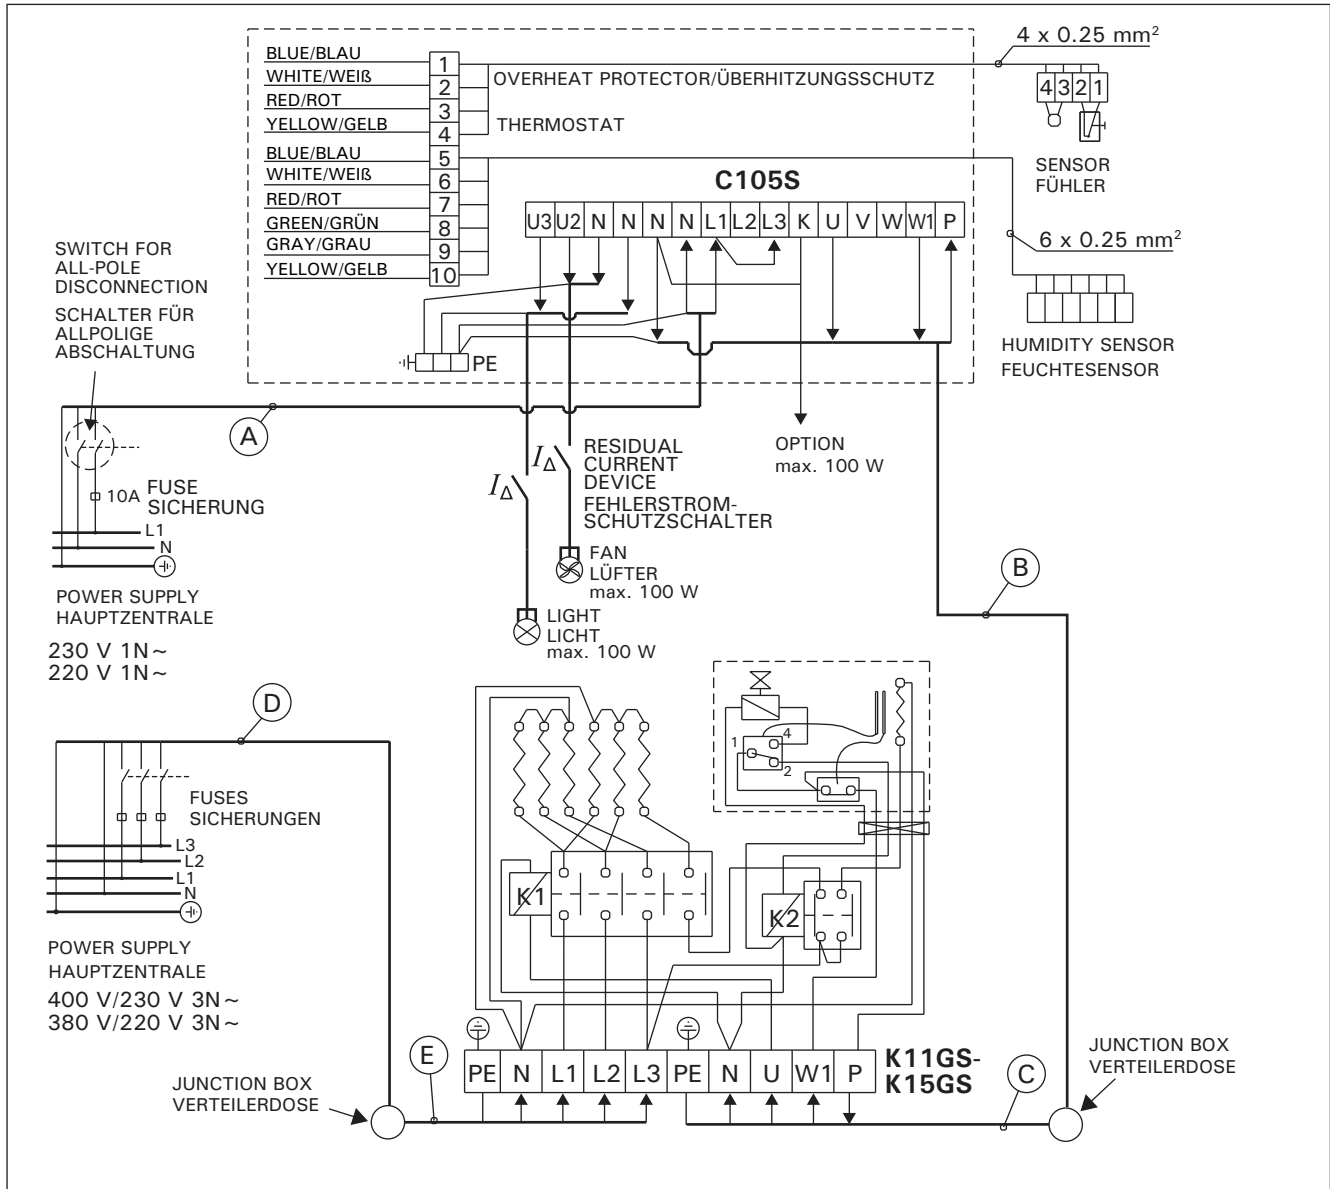 BLUE/BLAU
WHITE/WEIß
RED/ROT
YELLOW/GELB
BLUE/BLAU
WHITE/WEIß
RED/ROT
GREEN/GRÜN
GRAY/GRAU
YELLOW/GELB
1
2
3
4
5
6
7
8
9
10
OVERHEAT PROTECTOR/ÜBERHITZUNGSSCHUTZ
THERMOSTAT
4 x 0.25 mm²
4 3 2 1
SENSOR
FÜHLER
C105S
U3 U2 N N N N L1 L2 L3 K U V W W1 P
6 x 0.25 mm²
HUMIDITY SENSOR
FEUCHTESENSOR
SWITCH FOR
ALL-POLE
DISCONNECTION
SCHALTER FÜR
ALLPOLIGE
ABSCHALTUNG
PE
A
10A
FUSE
SICHERUNG
L1
N
POWER SUPPLY
HAUPTZENTRALE
230 V 1N~
220 V 1N~
IΔ
IΔ
RESIDUAL
CURRENT
DEVICE
FEHLERSTROM-
SCHUTZSCHALTER
OPTION
max. 100 W
FAN
LÜFTER
max. 100 W
LIGHT
LICHT
max. 100 W
B
D
FUSES
SICHERUNGEN
L3
L2
L1
N
POWER SUPPLY
HAUPTZENTRALE
400 V/230 V 3N~
380 V/220 V 3N~
1
4
2
K1
K2
E
PE N L1 L2 L3 PE N U W1 P
K11GS-
K15GS
C
JUNCTION BOX
VERTEILERDOSE
JUNCTION BOX
VERTEILERDOSE